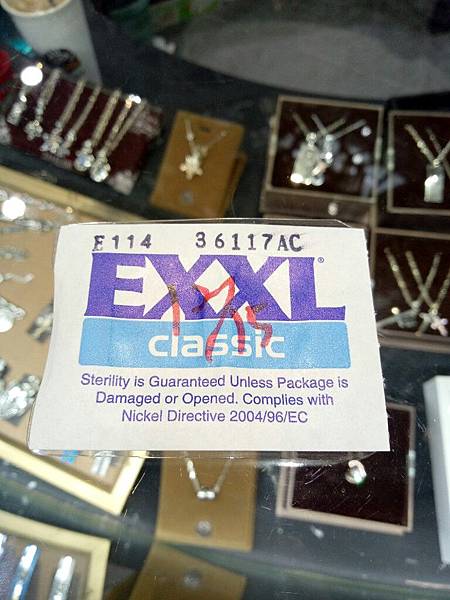 E114 36117AC
EXXL®
classic
Sterility is Guaranteed Unless Package is
Damaged or Opened. Complies with
Nickel Directive 2004/96/EC